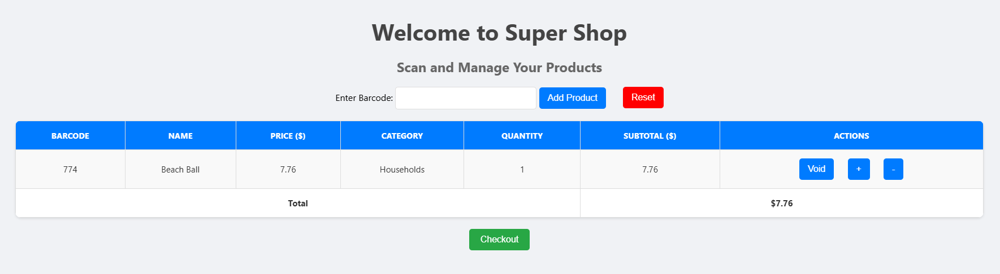 Welcome to Super Shop
Scan and Manage Your Products
Enter Barcode: Add Product Reset
BARCODE NAME PRICE ($) CATEGORY QUANTITY SUBTOTAL ($) ACTIONS
774 Beach Ball 7.76 Households 1 7.76 Void + -
Total $7.76
Checkout